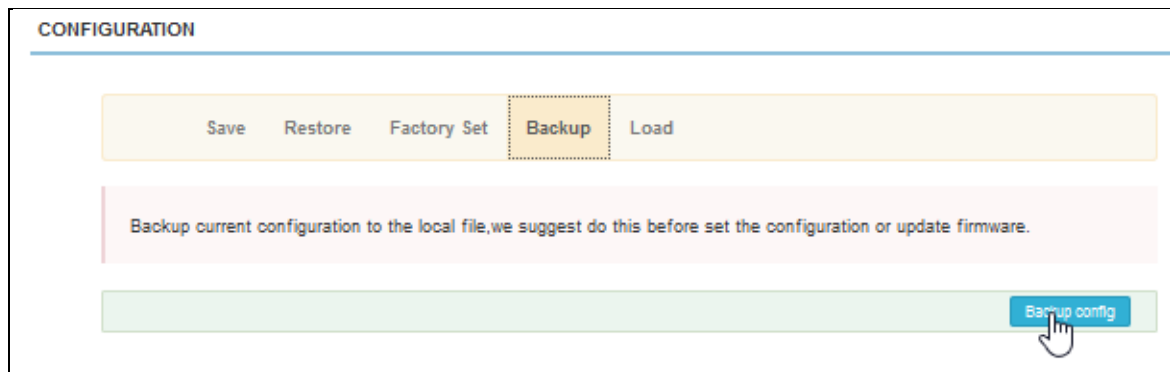 CONFIGURATION
Save Restore Factory Set Backup Load
Backup current configuration to the local file,we suggest do this before set the configuration or update firmware.
Backup config